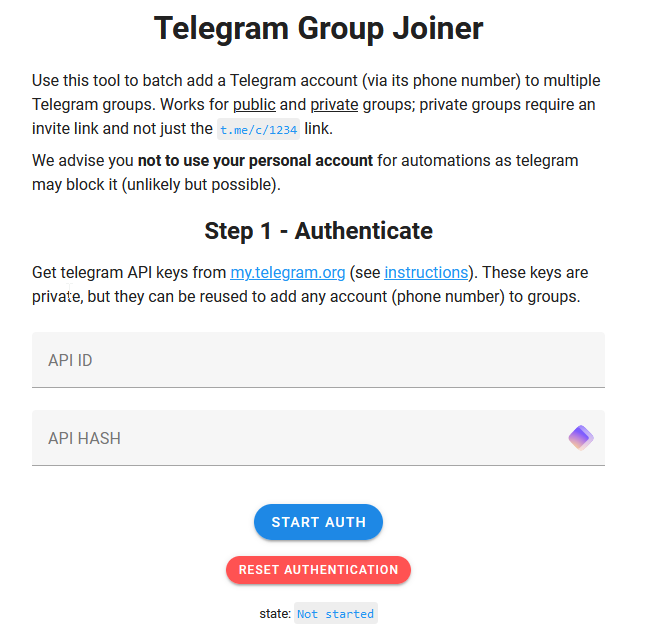 Telegram Group Joiner
Use this tool to batch add a Telegram account (via its phone number) to multiple
Telegram groups. Works for public and private groups; private groups require an
invite link and not just the t.me/c/1234 link.
We advise you not to use your personal account for automations as telegram
may block it (unlikely but possible).
Step 1 - Authenticate
Get telegram API keys from my.telegram.org (see instructions). These keys are
private, but they can be reused to add any account (phone number) to groups.
API ID
API HASH
START AUTH
RESET AUTHENTICATION
state: Not started